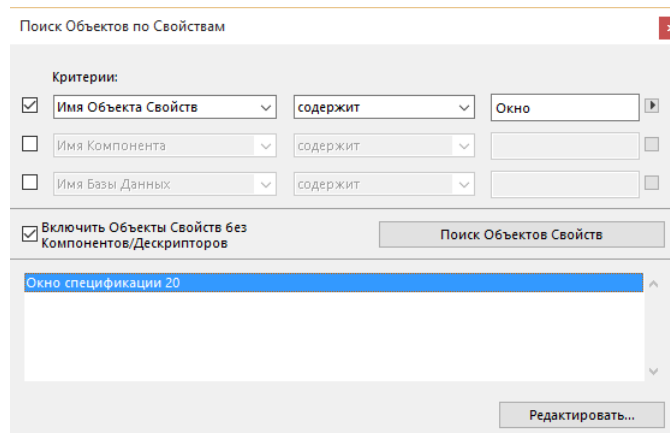 Поиск Объектов по Свойствам
Критерии:
Имя Объекта Свойств содержит Окно
Имя Компонента содержит
Имя Базы Данных содержит
Включить Объекты Свойств без
Компонентов/Дескрипторов
Поиск Объектов Свойств
Окно спецификации 20
Редактировать...